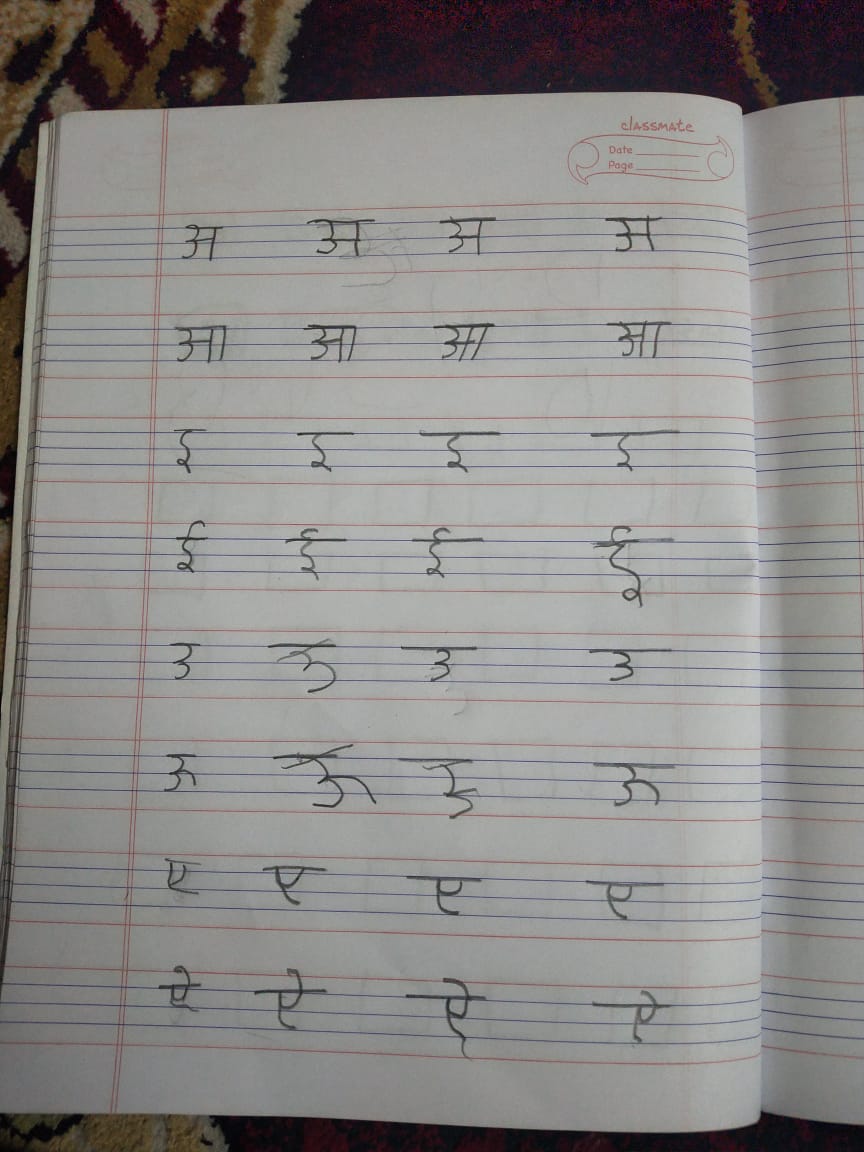 classmate
Date
Page
अ अ अ अ
आ आ आ आ
इ इ इ इ
ई ई ई ई
उ उ उ उ
ऊ ऊ ऊ ऊ
ए ए ए ए
ऐ ऐ ऐ ऐ